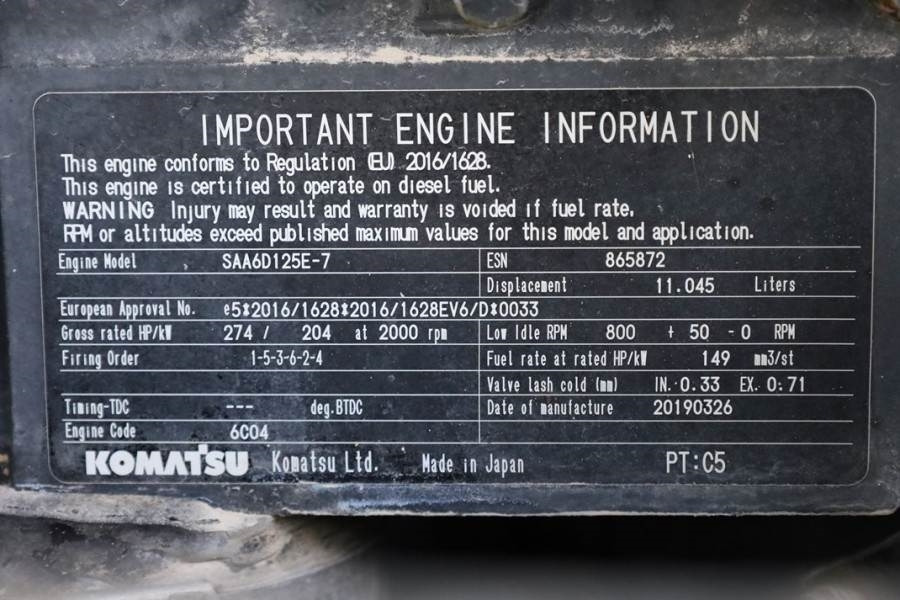 IMPORTANT ENGINE INFORMATION
This engine conforms to Regulation (EU) 2016/1628.
This engine is certified to operate on diesel fuel.
WARNING Injury may result and warranty is voided if fuel rate.
RPM or altitudes exceed published maximum values for this model and application.
Engine Model SAA6D125E-7 ESN 865872
Displacement 11.045 Liters
European Approval No. e5*2016/1628*2016/1628EV6/D*0033
Gross rated HP/kW 274 / 204 at 2000 rpm Low Idle RPM 800 + 50 - 0 RPM
Firing Order 1-5-3-6-2-4 Fuel rate at rated HP/kW 149 mm3/st
Valve lash cold (mm) IN. 0.33 EX. 0.71
Timing-TDC --- deg.BTDC Date of manufacture 20190326
Engine Code 6C04
KOMATSU Komatsu Ltd. Made in Japan PT:C5